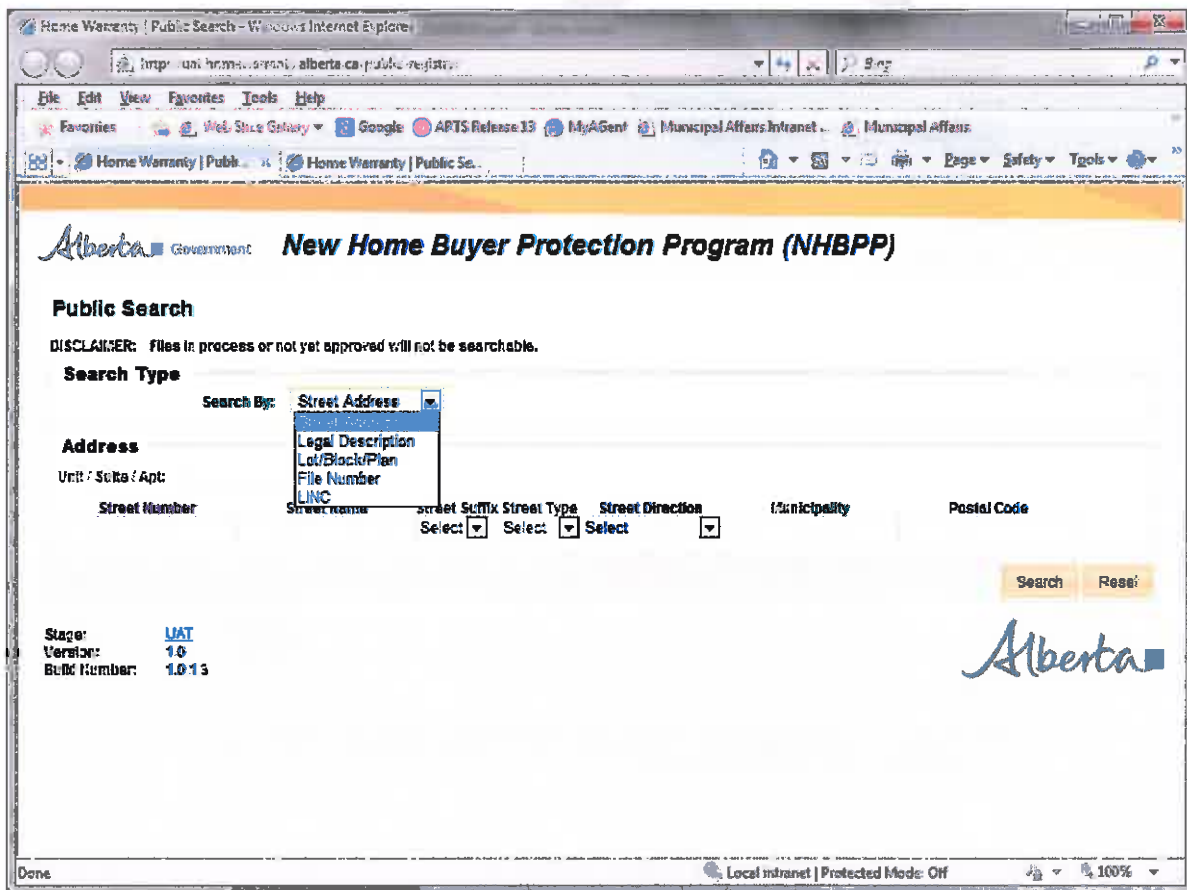 Home Warranty | Public Search - Windows Internet Explorer
alberta.ca
Bing
File Edit View Favorites Tools Help
Favorites Web Slice Gallery Google ARTS Release 13 MyAGent Municipal Affairs Intranet .. Municipal Affairs
Home Warranty | Publi... x Home Warranty | Public Se... Page Safety Tools »
Alberta Government New Home Buyer Protection Program (NHBPP)
Public Search
DISCLAIMER: Files in process or not yet approved will not be searchable.
Search Type
Search By: Street Address
Legal Description
Address
Lot/Block/Plan
Unit / Suite / Apt:
File Number
LINC
Street Number Street Name Street Suffix Street Type Street Direction Municipality Postal Code
Select Select Select
Search Reset
Stage: UAT
Version: 1.0
Build Number:
Alberta
Done Local intranet | Protected Mode: Off 100%